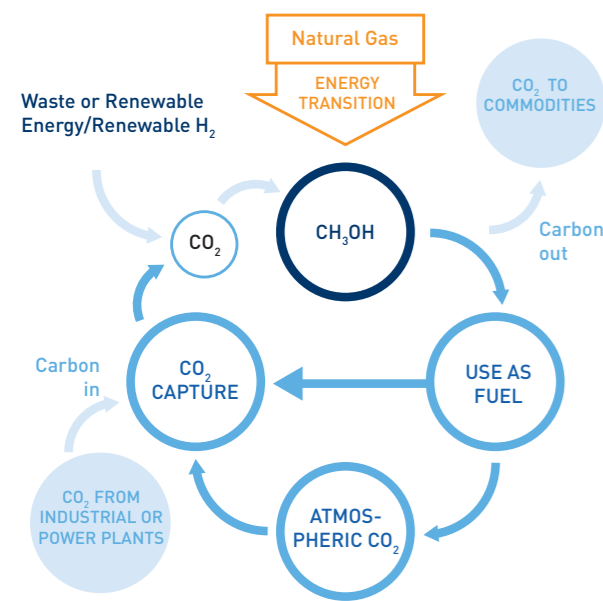 Natural Gas
ENERGY
TRANSITION
CO₂ TO
COMMODITIES
Waste or Renewable
Energy/Renewable H₂
CO₂
CH₃OH
Carbon
out
CO₂
CAPTURE
USE AS
FUEL
Carbon
in
CO₂ FROM
INDUSTRIAL OR
POWER PLANTS
ATMOS-
PHERIC CO₂